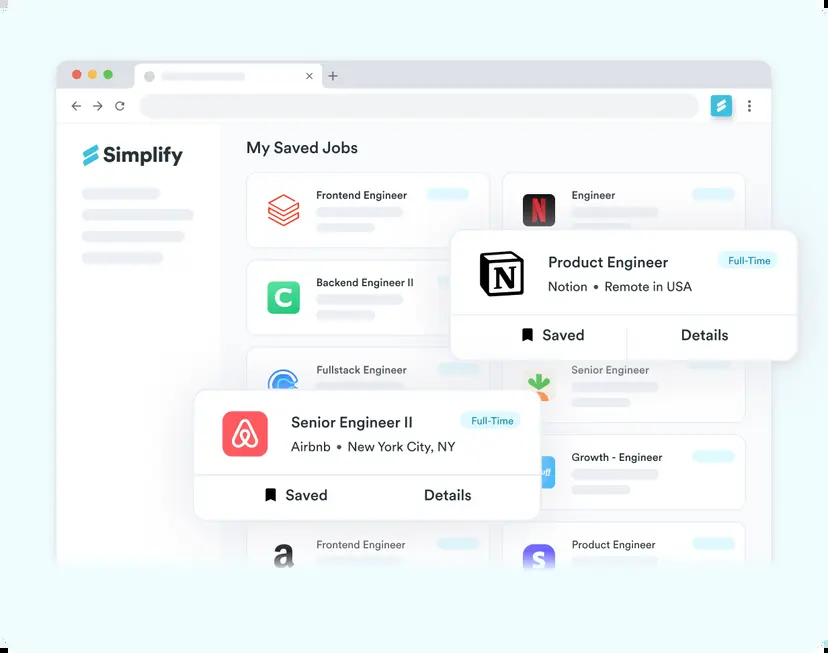 Simplify
My Saved Jobs
Frontend Engineer
Engineer
N
Product Engineer
Full-Time
Notion • Remote in USA
Saved
Details
N
Backend Engineer II
C
Fullstack Engineer
Senior Engineer
Senior Engineer II
Full-Time
Airbnb • New York City, NY
Saved
Details
Growth - Engineer
Frontend Engineer
a
Product Engineer
S